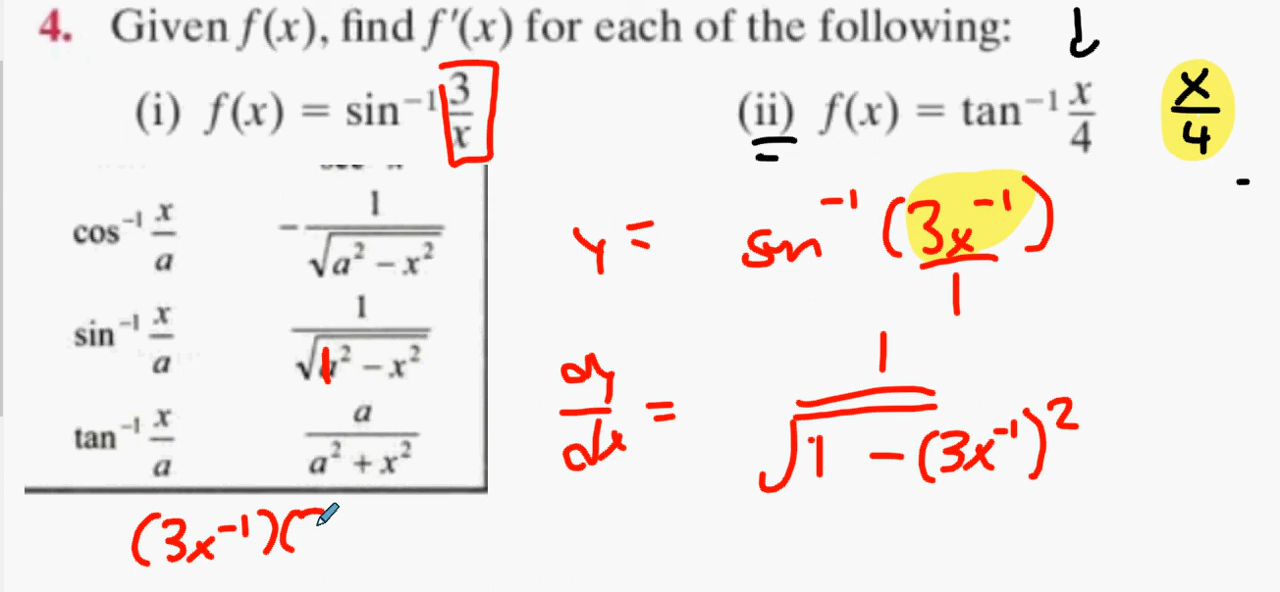 4. Given f(x), find f′(x) for each of the following:
(i) f(x) = sin⁻¹ 3/x
(ii) f(x) = tan⁻¹ x/4
x/4
cos⁻¹ x/a    −1/√(a² − x²)
y = sin⁻¹ (3x⁻¹)/1
sin⁻¹ x/a    1/√(1² − x²)
dy/dx = 1/√(1 − (3x⁻¹)²)
tan⁻¹ x/a    a/(a² + x²)
(3x⁻¹)(